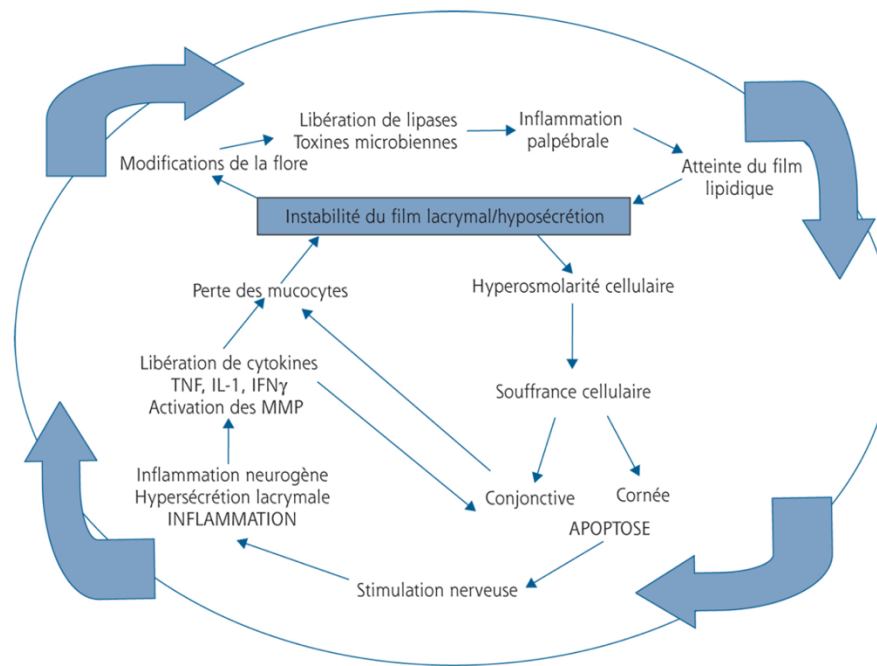 Libération de lipases
Toxines microbiennes
Inflammation
palpébrale
Modifications de la flore
Atteinte du film
lipidique
Instabilité du film lacrymal/hyposécrétion
Perte des mucocytes
Hyperosmolarité cellulaire
Libération de cytokines
TNF, IL-1, IFNγ
Activation des MMP
Souffrance cellulaire
Inflammation neurogène
Hypersécrétion lacrymale
INFLAMMATION
Conjonctive
Cornée
APOPTOSE
Stimulation nerveuse